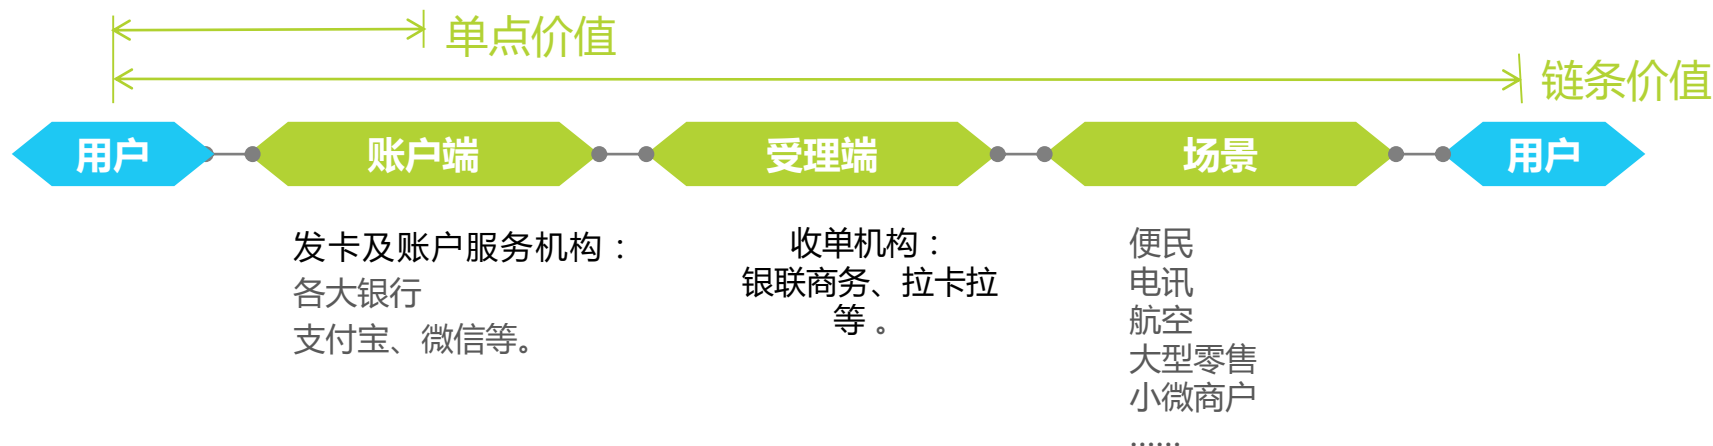 单点价值
链条价值
用户
账户端
受理端
场景
用户
发卡及账户服务机构：
各大银行
支付宝、微信等。
收单机构：
银联商务、拉卡拉
等 。
便民
电讯
航空
大型零售
小微商户
......